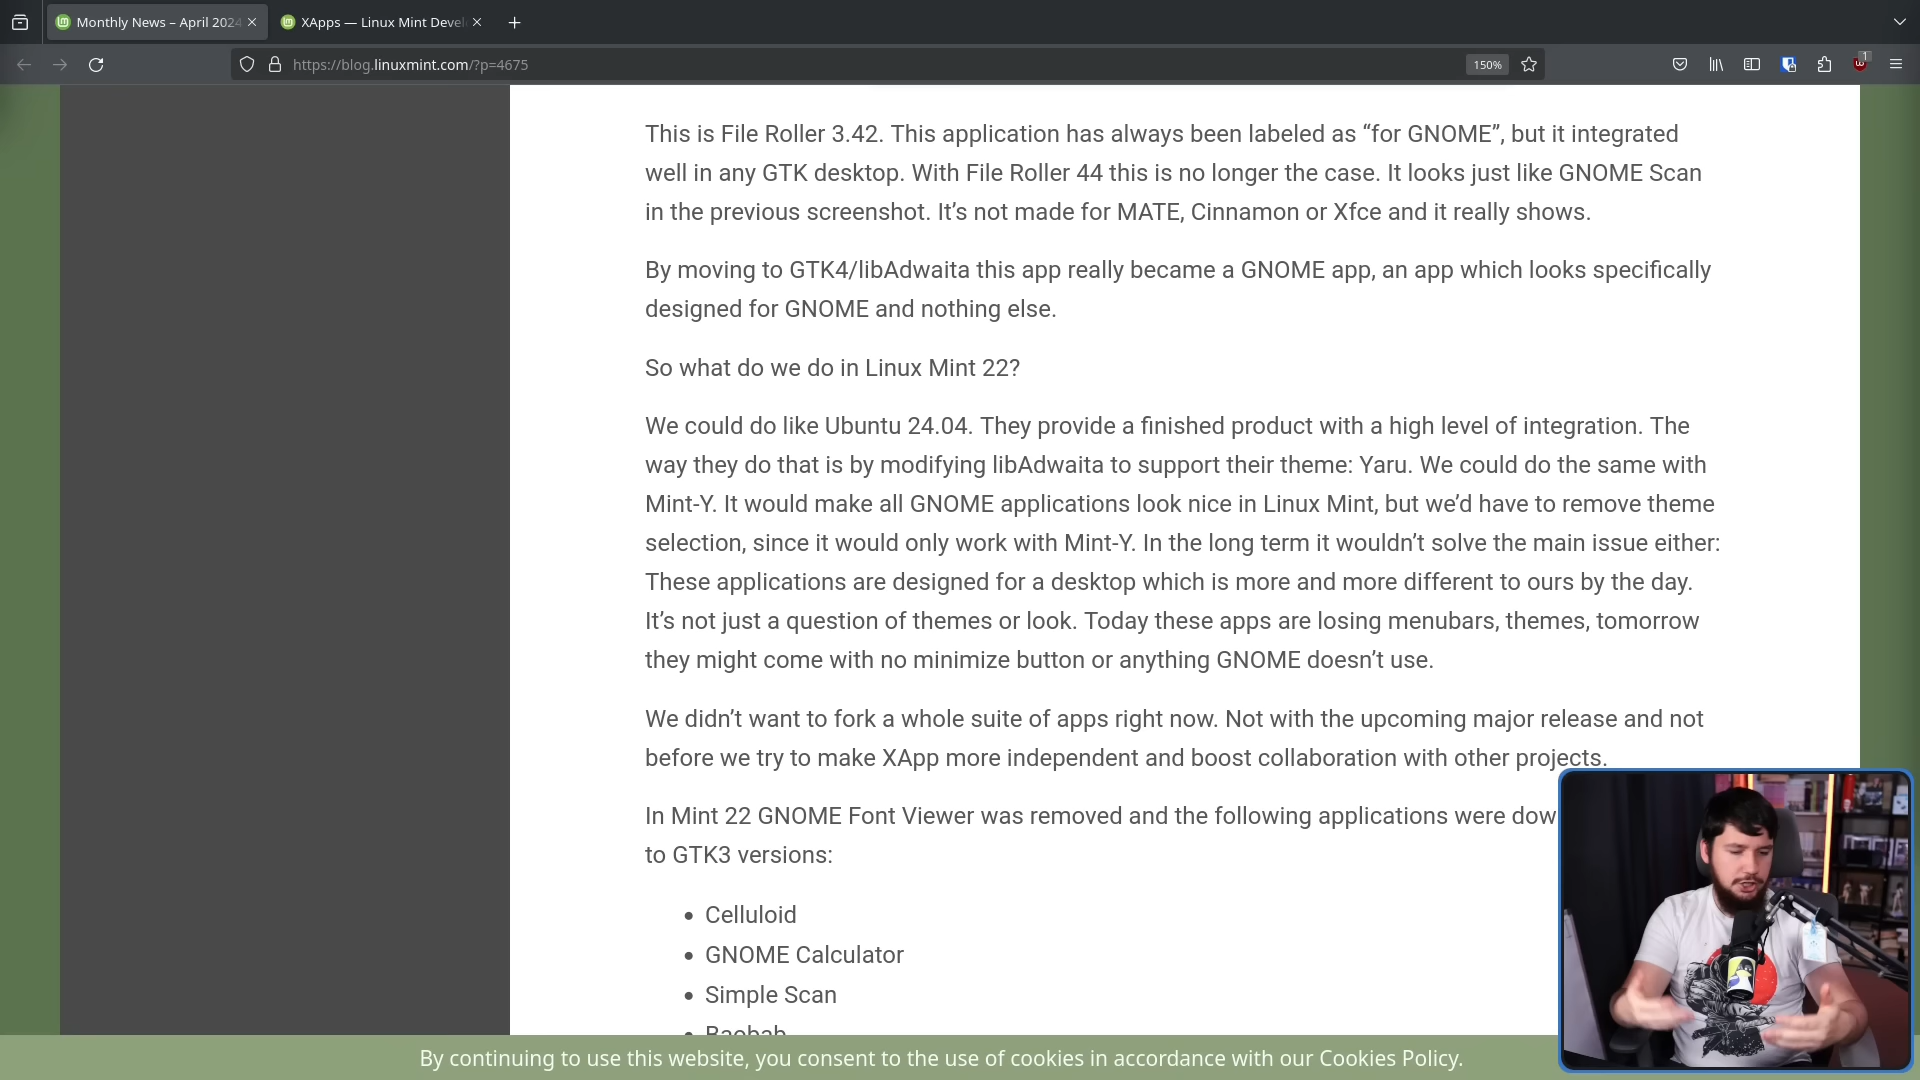 Monthly News – April 2024
XApps — Linux Mint Devel
https://blog.linuxmint.com/?p=4675
150%
1
This is File Roller 3.42. This application has always been labeled as “for GNOME”, but it integrated
well in any GTK desktop. With File Roller 44 this is no longer the case. It looks just like GNOME Scan
in the previous screenshot. It’s not made for MATE, Cinnamon or Xfce and it really shows.
By moving to GTK4/libAdwaita this app really became a GNOME app, an app which looks specifically
designed for GNOME and nothing else.
So what do we do in Linux Mint 22?
We could do like Ubuntu 24.04. They provide a finished product with a high level of integration. The
way they do that is by modifying libAdwaita to support their theme: Yaru. We could do the same with
Mint-Y. It would make all GNOME applications look nice in Linux Mint, but we’d have to remove theme
selection, since it would only work with Mint-Y. In the long term it wouldn’t solve the main issue either:
These applications are designed for a desktop which is more and more different to ours by the day.
It’s not just a question of themes or look. Today these apps are losing menubars, themes, tomorrow
they might come with no minimize button or anything GNOME doesn’t use.
We didn’t want to fork a whole suite of apps right now. Not with the upcoming major release and not
before we try to make XApp more independent and boost collaboration with other projects.
In Mint 22 GNOME Font Viewer was removed and the following applications were dow
to GTK3 versions:
• Celluloid
• GNOME Calculator
• Simple Scan
• Baobab
By continuing to use this website, you consent to the use of cookies in accordance with our Cookies Policy.